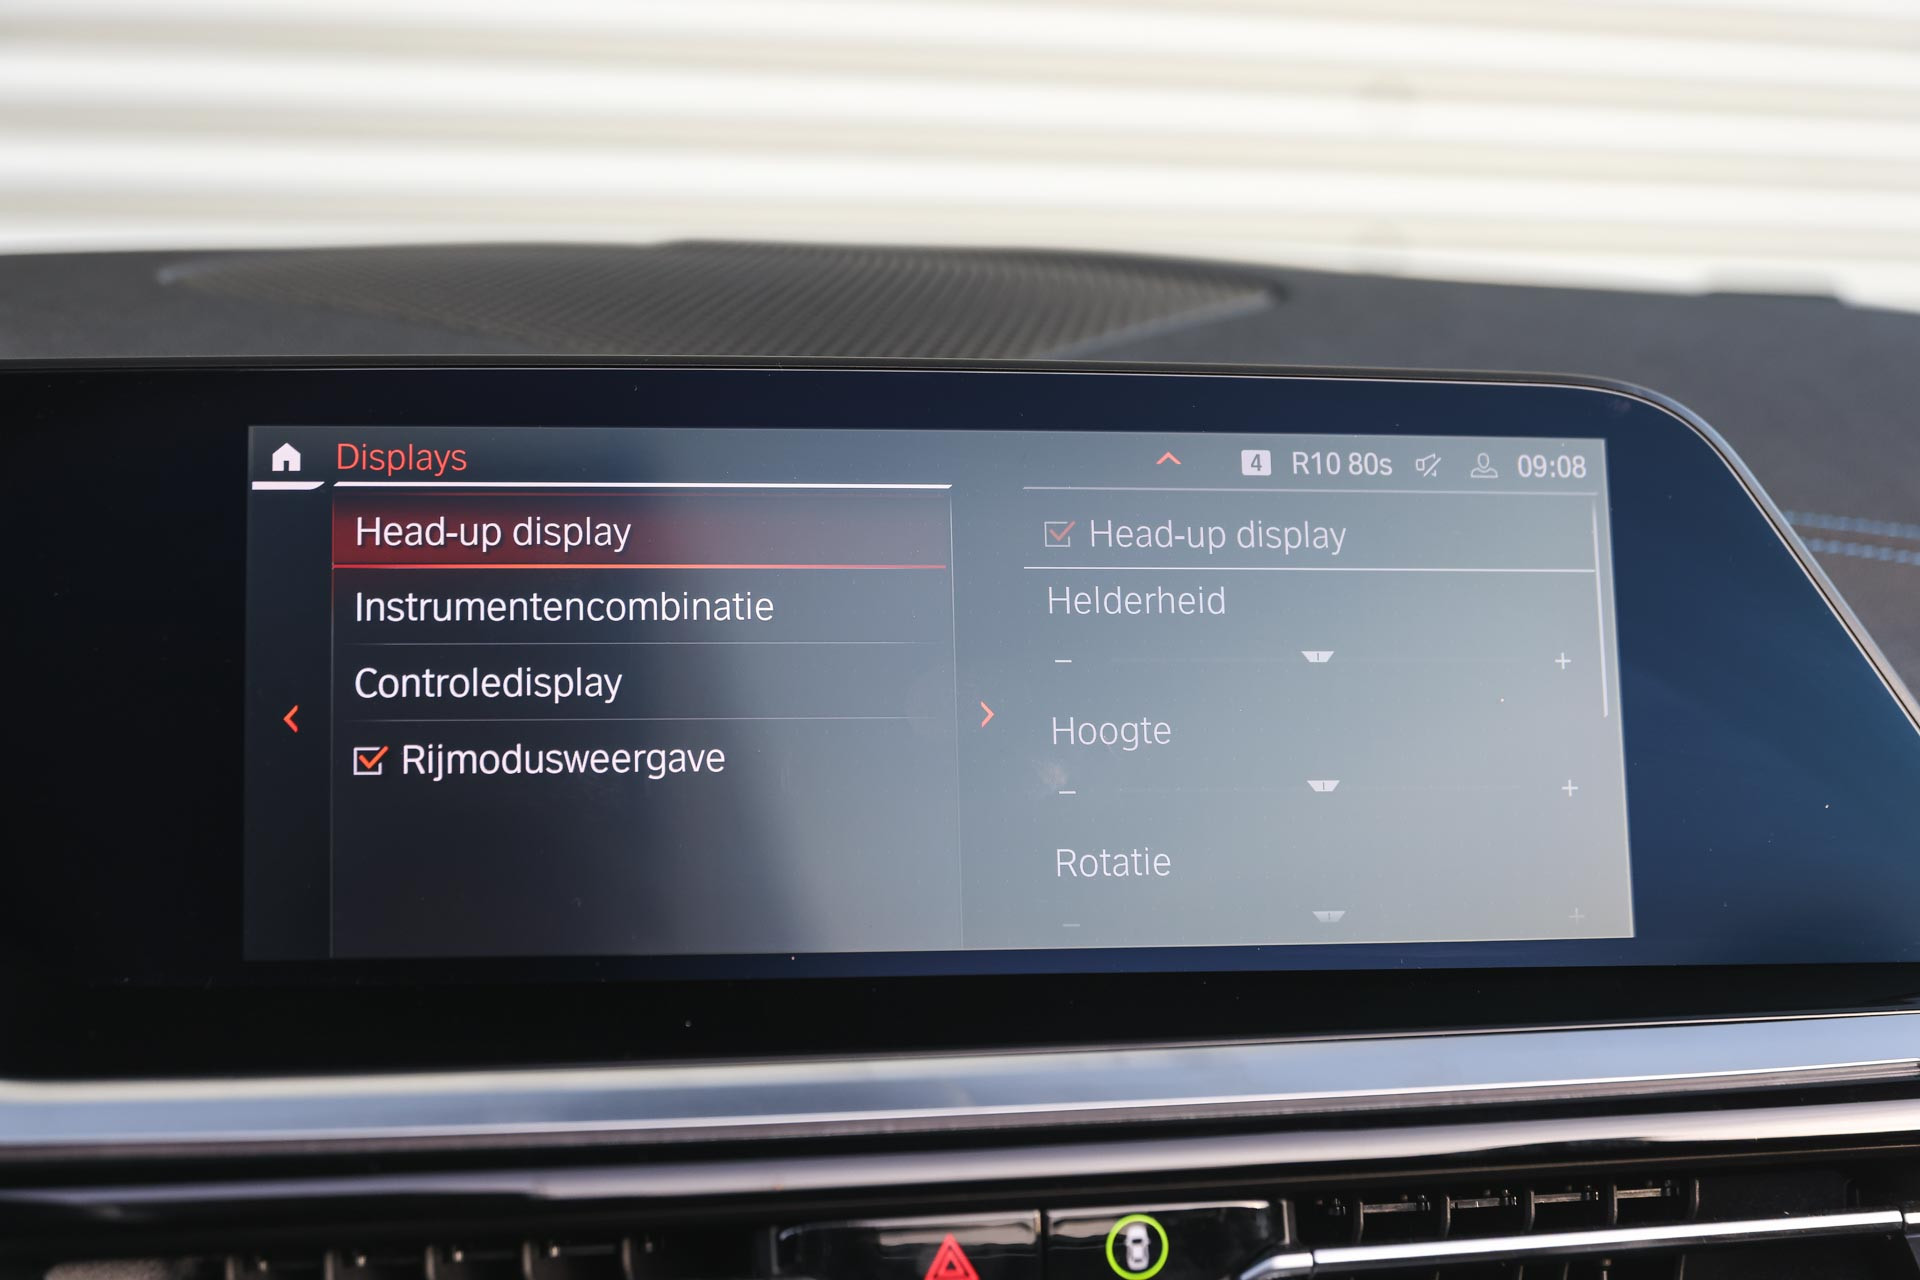 Displays
4 R10 80s 09:08
Head-up display
Instrumentencombinatie
Controledisplay
Rijmodusweergave
Head-up display
Helderheid
− +
Hoogte
− +
Rotatie
− +